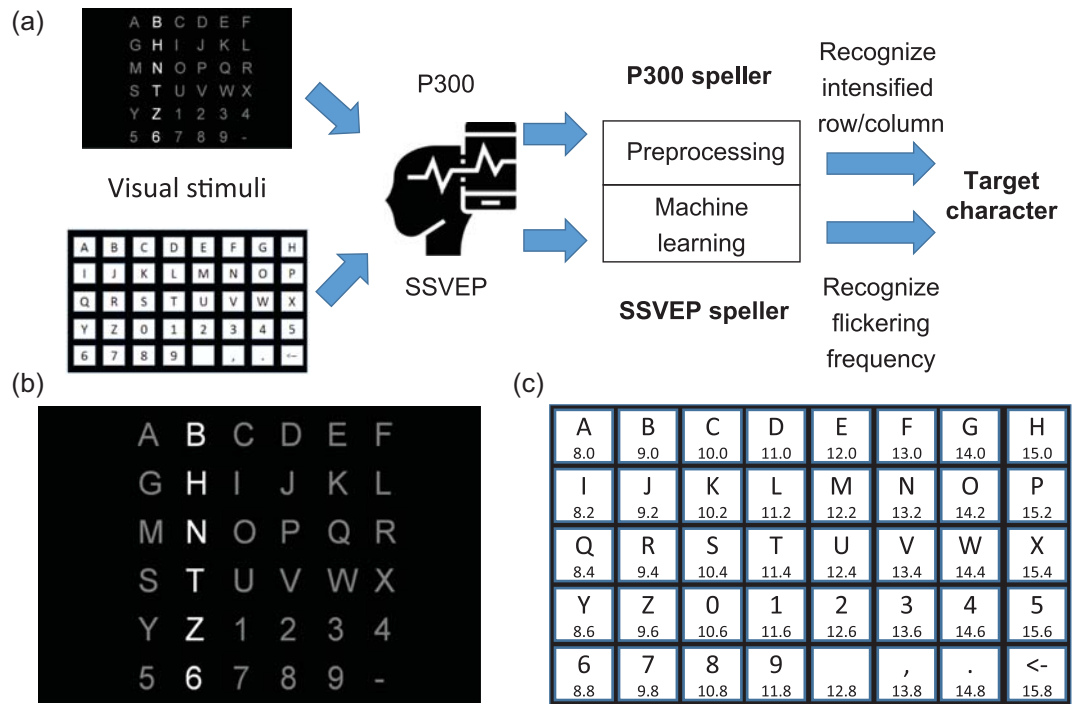 (a)
A B C D E F
G H I J K L
M N O P Q R
S T U V W X
Y Z 1 2 3 4
5 6 7 8 9 -
Visual stimuli
A B C D E F G H
I J K L M N O P
Q R S T U V W X
Y Z 0 1 2 3 4 5
6 7 8 9 , . <-
P300
SSVEP
P300 speller
Preprocessing
Machine
learning
SSVEP speller
Recognize
intensified
row/column
Target
character
Recognize
flickering
frequency
(b)
A B C D E F
G H I J K L
M N O P Q R
S T U V W X
Y Z 1 2 3 4
5 6 7 8 9 -
(c)
A B C D E F G H
8.0 9.0 10.0 11.0 12.0 13.0 14.0 15.0
I J K L M N O P
8.2 9.2 10.2 11.2 12.2 13.2 14.2 15.2
Q R S T U V W X
8.4 9.4 10.4 11.4 12.4 13.4 14.4 15.4
Y Z 0 1 2 3 4 5
8.6 9.6 10.6 11.6 12.6 13.6 14.6 15.6
6 7 8 9 , . <-
8.8 9.8 10.8 11.8 12.8 13.8 14.8 15.8